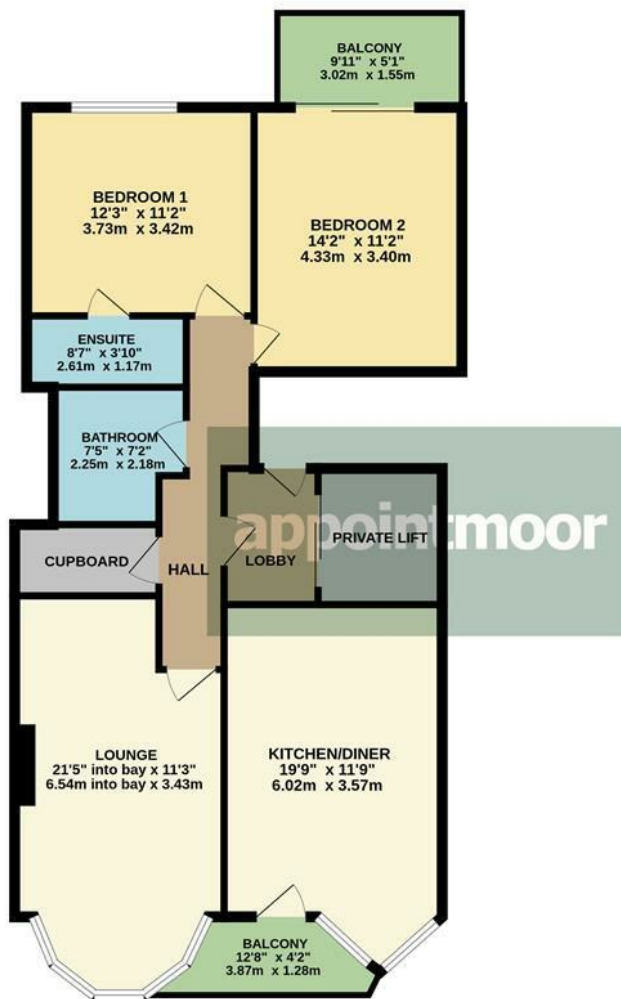 BALCONY
9'11" x 5'1"
3.02m x 1.55m
BEDROOM 1
12'3" x 11'2"
3.73m x 3.42m
BEDROOM 2
14'2" x 11'2"
4.33m x 3.40m
ENSUITE
8'7" x 3'10"
2.61m x 1.17m
BATHROOM
7'5" x 7'2"
2.25m x 2.18m
appointmoor
PRIVATE LIFT
CUPBOARD
HALL
LOBBY
LOUNGE
21'5" into bay x 11'3"
6.54m into bay x 3.43m
KITCHEN/DINER
19'9" x 11'9"
6.02m x 3.57m
BALCONY
12'8" x 4'2"
3.87m x 1.28m